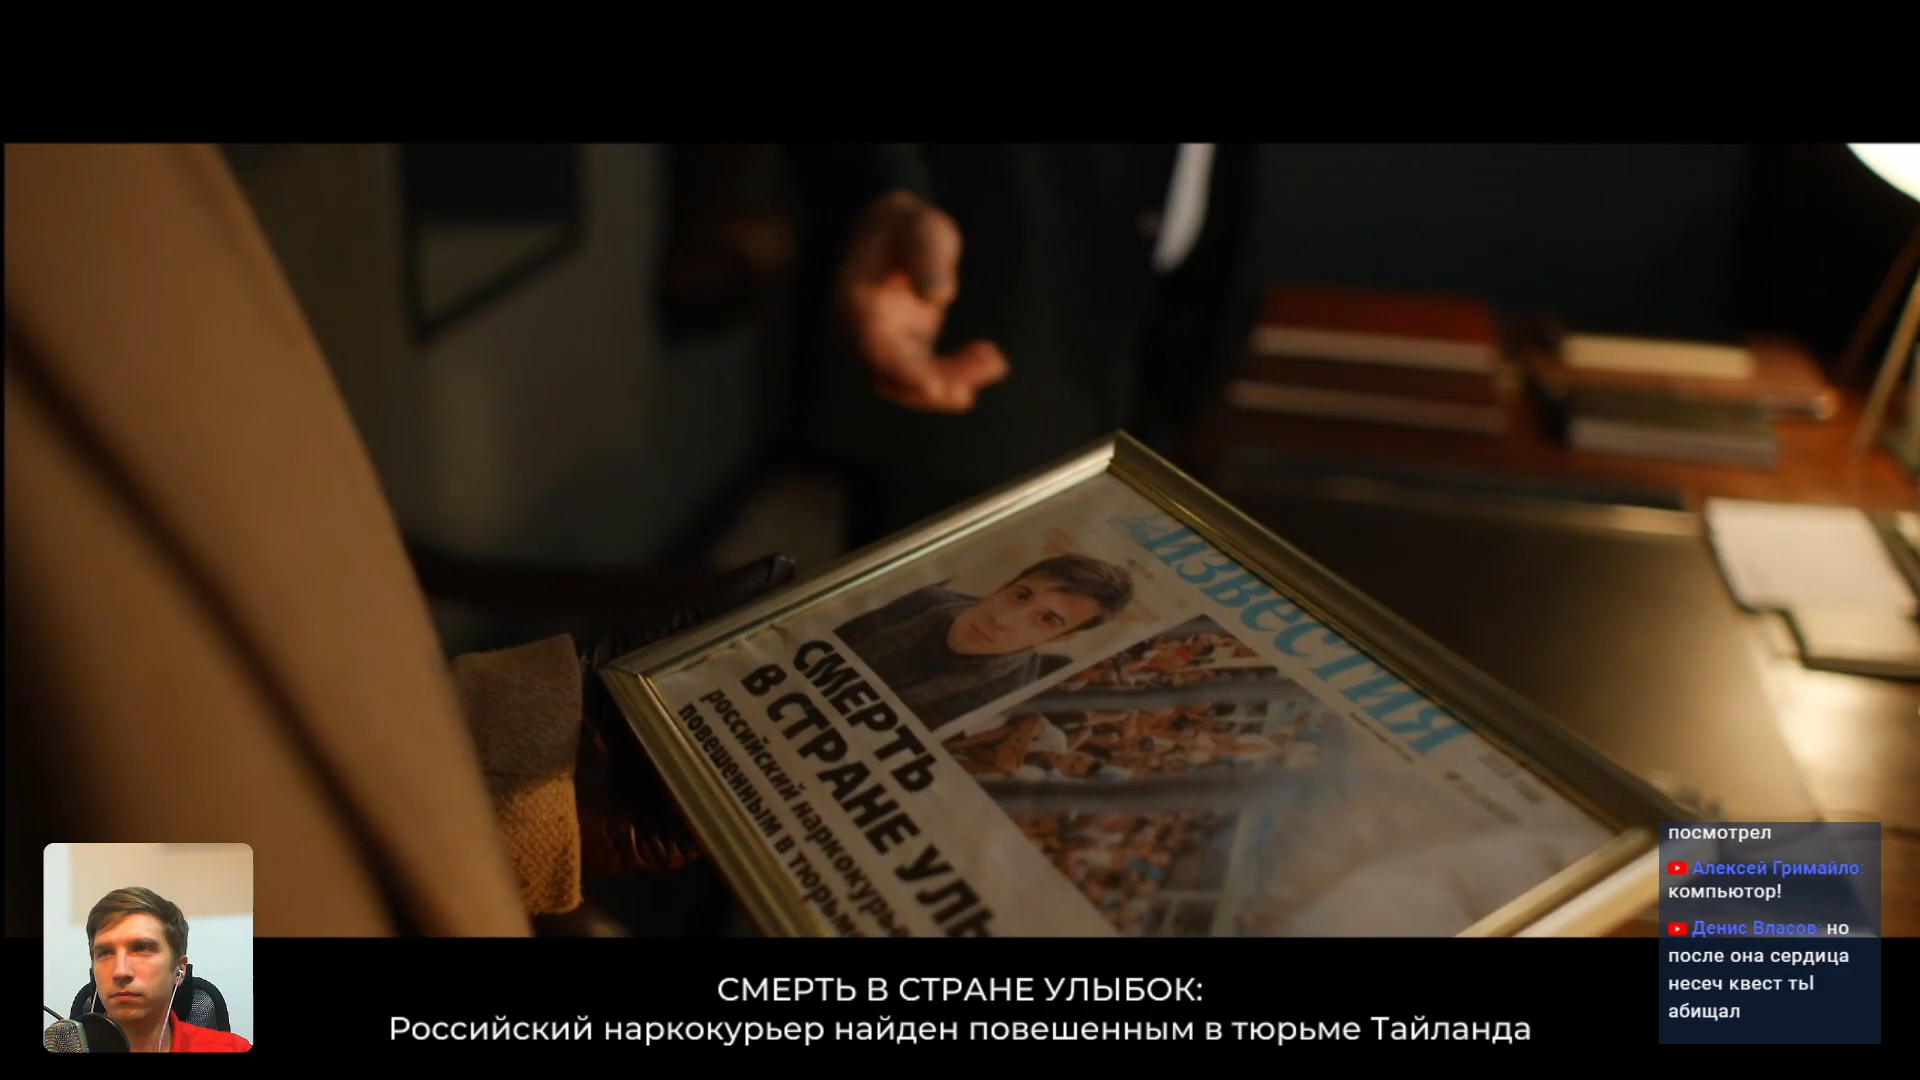 известия
СМЕРТЬ
В СТРАНЕ УЛЫ
российский наркокурье
повешенным в тюрьм
посмотрел
Алексей Гримайло:
компьютор!
Денис Власов: но
после она сердица
несеч квест ты
абищал
СМЕРТЬ В СТРАНЕ УЛЫБОК:
Российский наркокурьер найден повешенным в тюрьме Тайланда